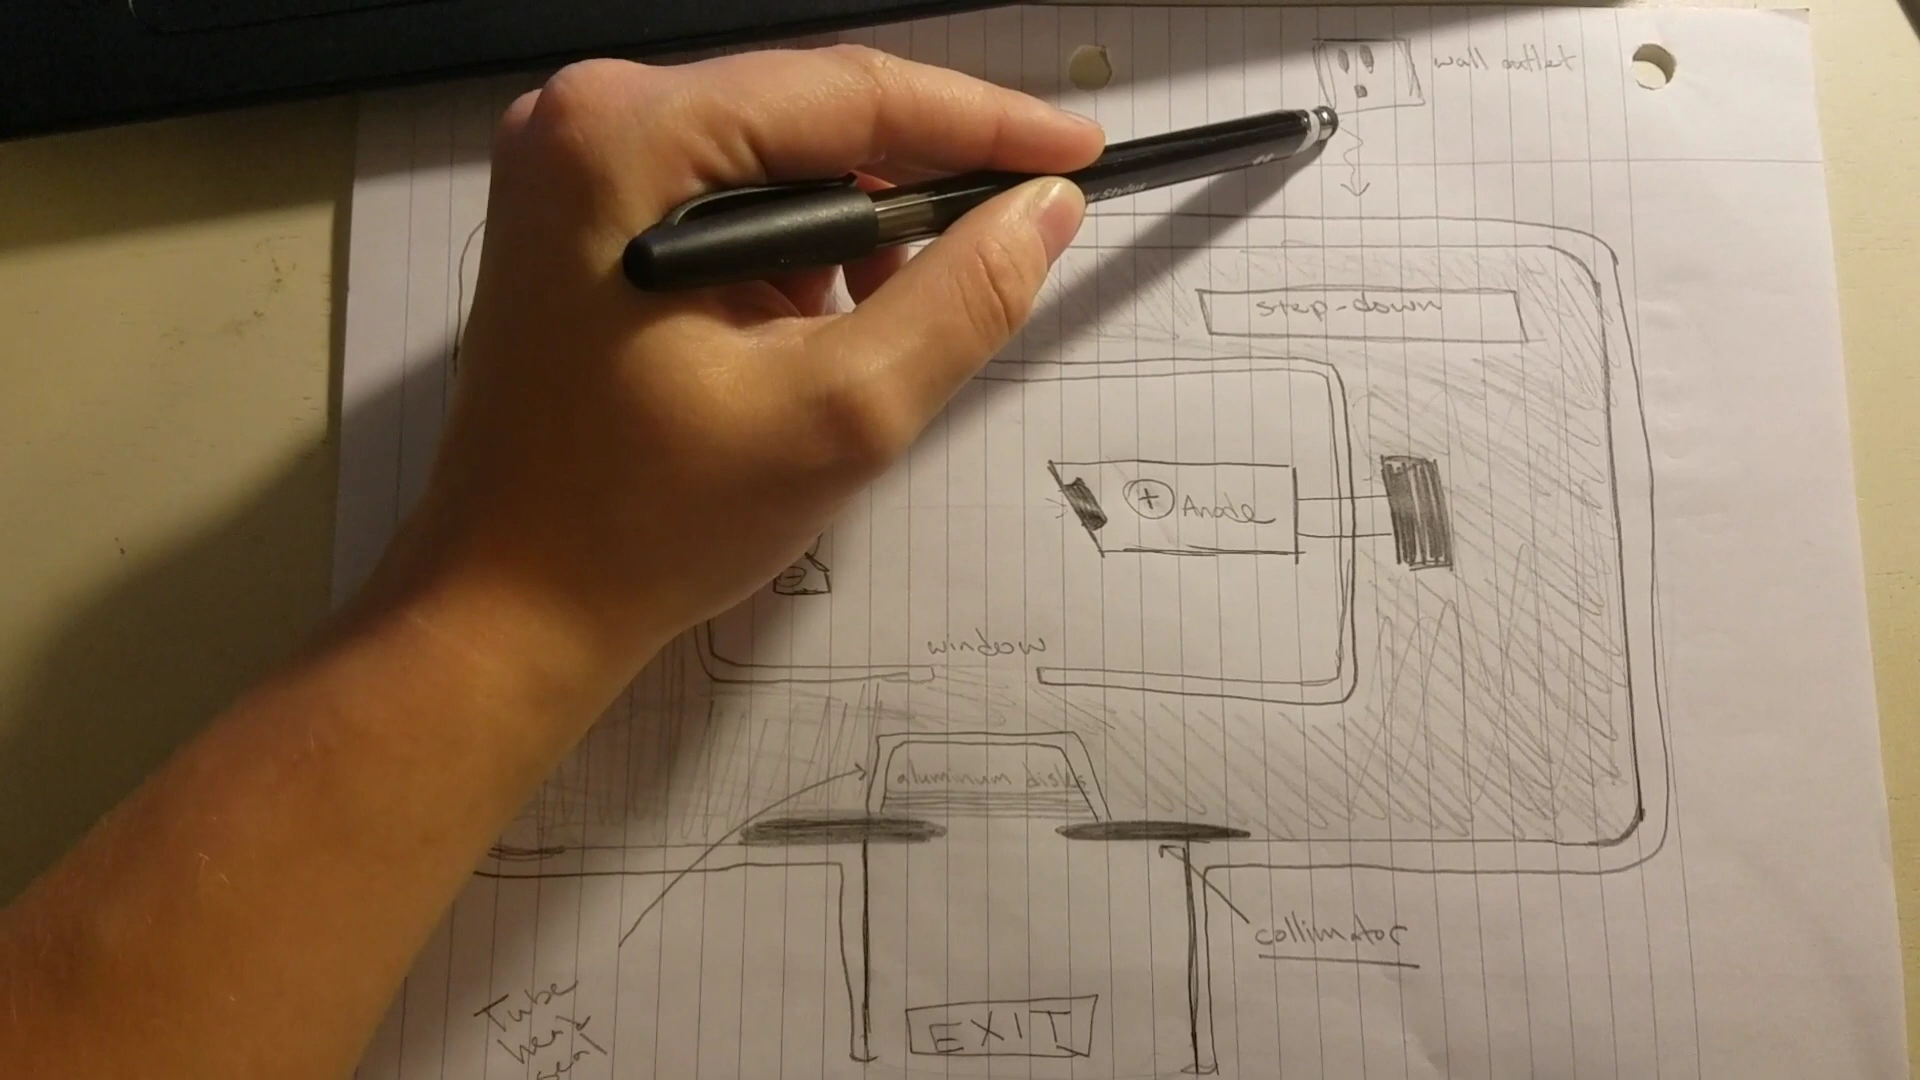 wall outlet
step-down
+ Anode
window
aluminum disks
collimator
EXIT
Tube
head
seal